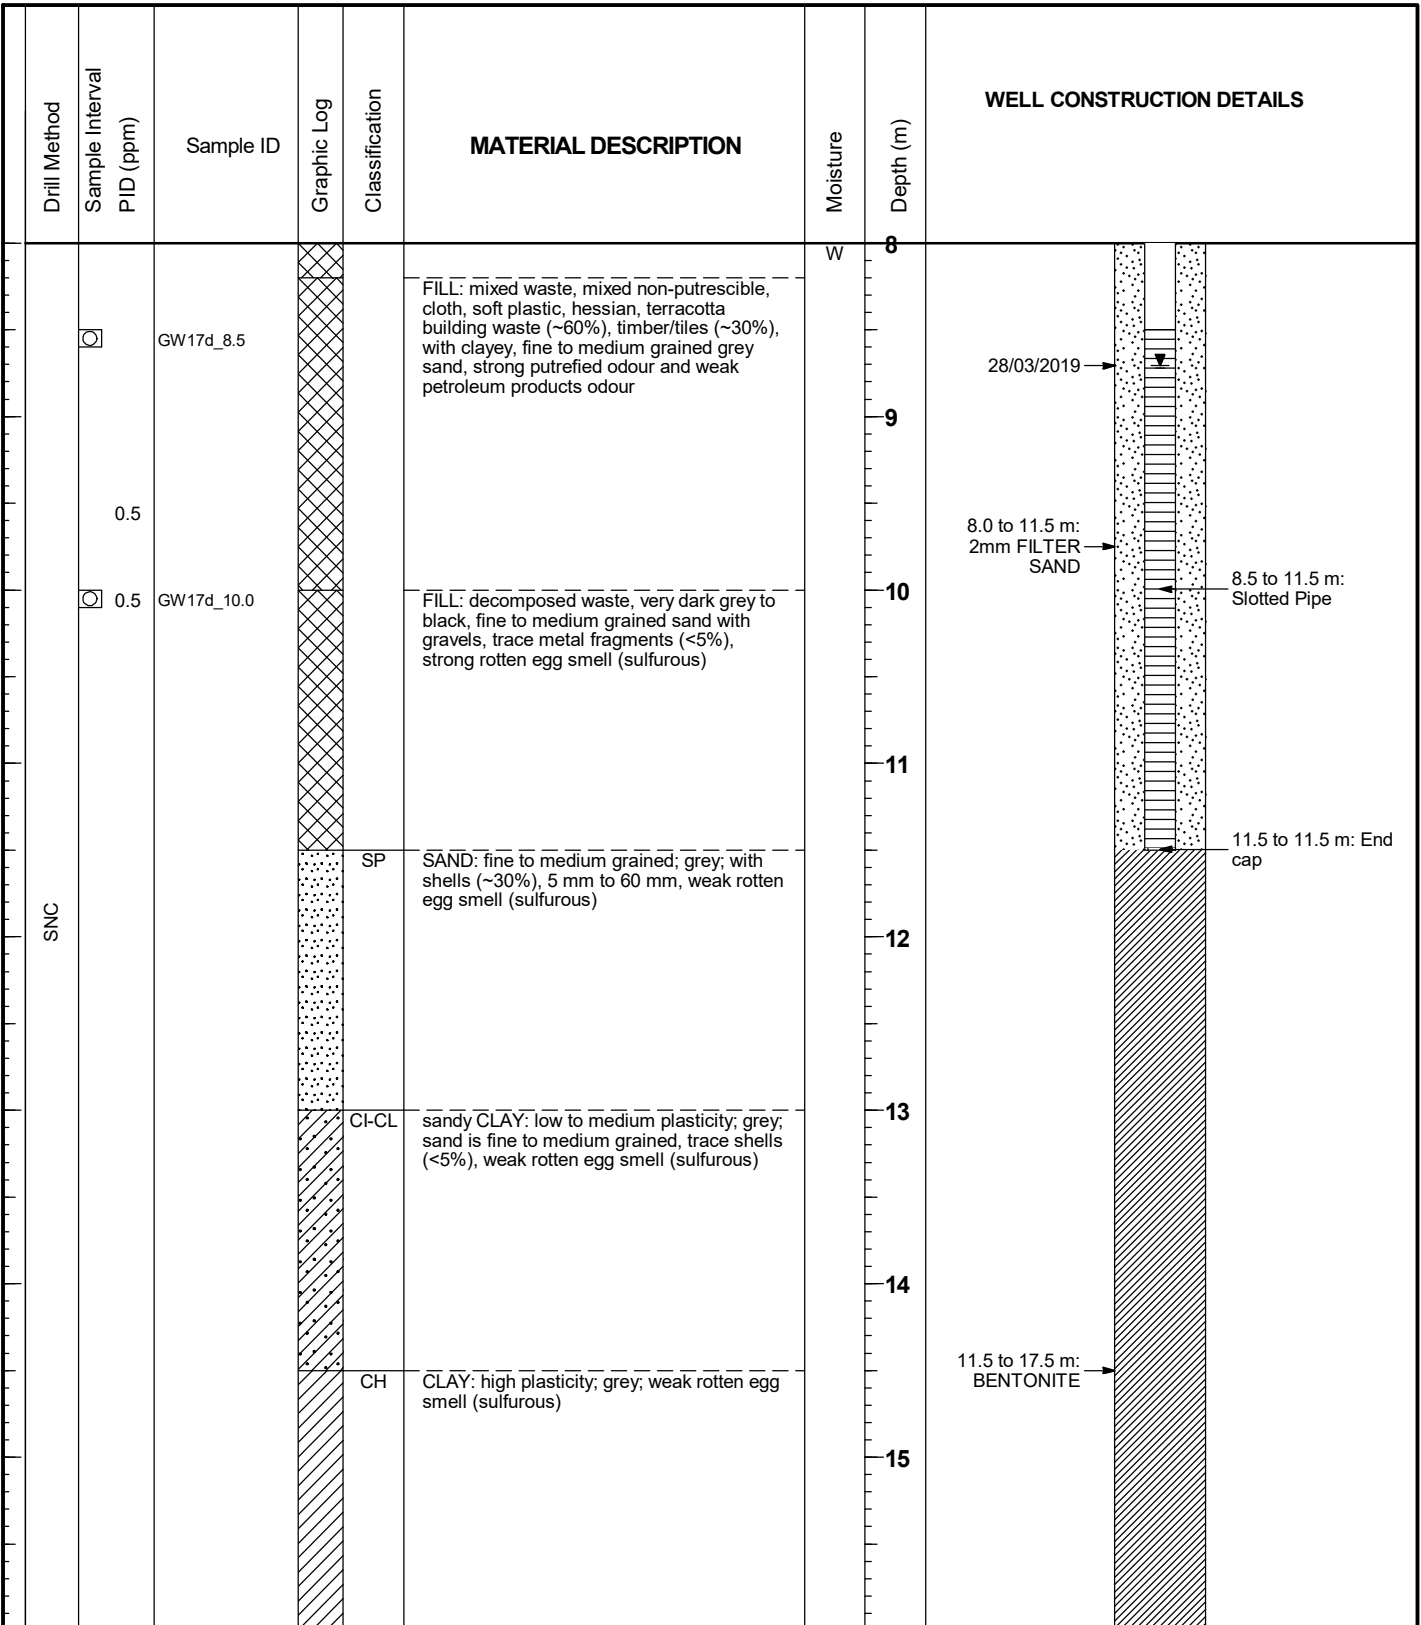 Drill Method
Sample Interval
PID (ppm)
Sample ID
Graphic Log
Classification
MATERIAL DESCRIPTION
Moisture
Depth (m)
WELL CONSTRUCTION DETAILS
W
8
FILL: mixed waste, mixed non-putrescible,
cloth, soft plastic, hessian, terracotta
building waste (~60%), timber/tiles (~30%),
with clayey, fine to medium grained grey
sand, strong putrefied odour and weak
petroleum products odour
GW17d_8.5
28/03/2019
9
0.5
8.0 to 11.5 m:
2mm FILTER
SAND
0.5
GW17d_10.0
FILL: decomposed waste, very dark grey to
black, fine to medium grained sand with
gravels, trace metal fragments (<5%),
strong rotten egg smell (sulfurous)
10
8.5 to 11.5 m:
Slotted Pipe
11
SP
SAND: fine to medium grained; grey; with
shells (~30%), 5 mm to 60 mm, weak rotten
egg smell (sulfurous)
11.5 to 11.5 m: End
cap
SNC
12
CI-CL
sandy CLAY: low to medium plasticity; grey;
sand is fine to medium grained, trace shells
(<5%), weak rotten egg smell (sulfurous)
13
14
CH
CLAY: high plasticity; grey; weak rotten egg
smell (sulfurous)
11.5 to 17.5 m:
BENTONITE
15